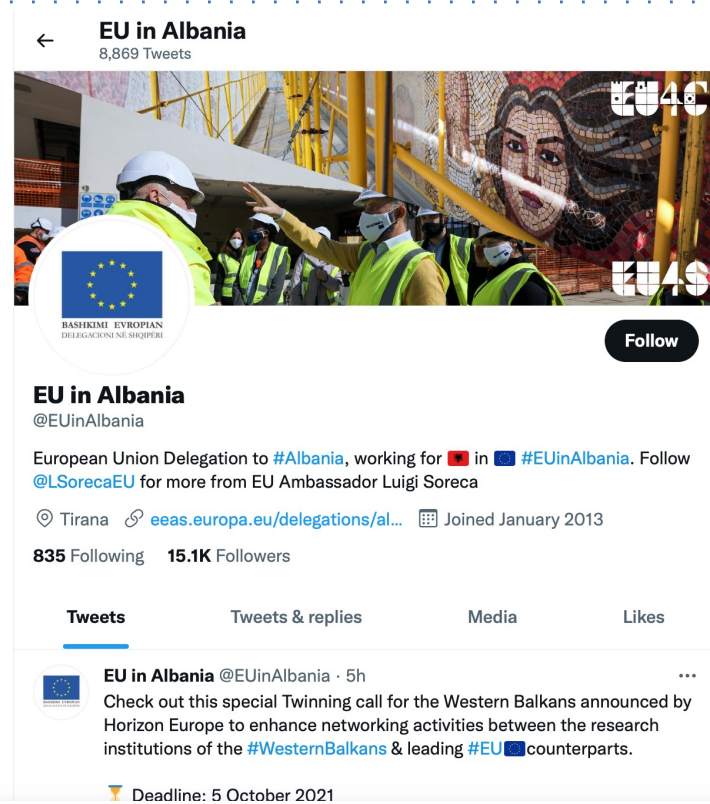 EU in Albania
8,869 Tweets
EU4C
EU4S
BASHKIMI EVROPIAN
DELEGACIONI NË SHQIPËRI
Follow
EU in Albania
@EUinAlbania
European Union Delegation to #Albania, working for 🇦🇱 in 🇪🇺 #EUinAlbania. Follow
@LSorecaEU for more from EU Ambassador Luigi Soreca
Tirana eeas.europa.eu/delegations/al... Joined January 2013
835 Following 15.1K Followers
Tweets Tweets & replies Media Likes
EU in Albania @EUinAlbania · 5h
Check out this special Twinning call for the Western Balkans announced by
Horizon Europe to enhance networking activities between the research
institutions of the #WesternBalkans & leading #EU🇪🇺counterparts.
⏳ Deadline: 5 October 2021